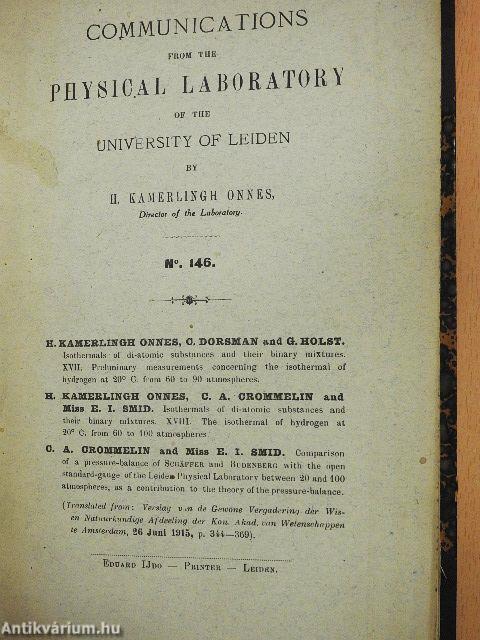 COMMUNICATIONS
FROM THE
PHYSICAL LABORATORY
OF THE
UNIVERSITY OF LEIDEN
BY
H. KAMERLINGH ONNES,
Director of the Laboratory.
Nº. 146.
H. KAMERLINGH ONNES, C. DORSMAN and G. HOLST.
Isothermals of di-atomic substances and their binary mixtures.
XVII. Preliminary measurements concerning the isothermal of
hydrogen at 20° C. from 60 to 90 atmospheres.
H. KAMERLINGH ONNES, C. A. CROMMELIN and
Miss E. I. SMID. Isothermals of di-atomic substances and
their binary mixtures. XVIII. The isothermal of hydrogen at
20° C. from 60 to 100 atmospheres.
C. A. CROMMELIN and Miss E. I. SMID. Comparison
of a pressure-balance of SCHÄFFER and BUDENBERG with the open
standard-gauge of the Leiden Physical Laboratory between 20 and 100
atmospheres, as a contribution to the theory of the pressure-balance.
(Translated from: Verslag van de Gewone Vergadering der Wis-
en Natuurkundige Afdeeling der Kon. Akad. van Wetenschappen
te Amsterdam, 26 Juni 1915, p. 344—369).
EDUARD IJDO — PRINTER — LEIDEN.
Antikvárium.hu